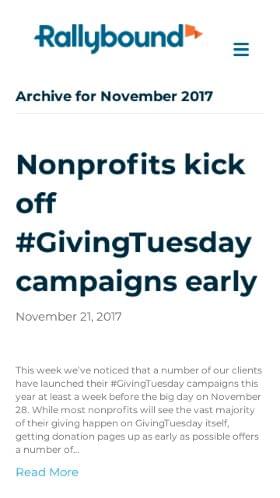 Rallybound
Archive for November 2017
Nonprofits kick
off
#GivingTuesday
campaigns early
November 21, 2017
This week we've noticed that a number of our clients
have launched their #GivingTuesday campaigns this
year at least a week before the big day on November
28. While most nonprofits will see the vast majority
of their giving happen on GivingTuesday itself,
getting donation pages up as early as possible offers
a number of...
Read More